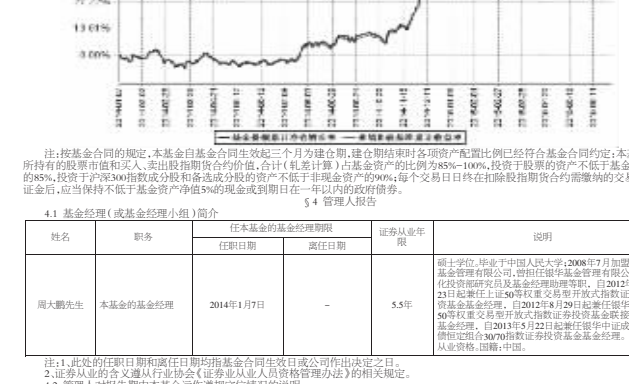 13.61%
0.00%
注:按基金合同的规定,本基金自基金合同生效起三个月为建仓期,建仓期结束时各项资产配置比例已经符合基金合同约定:本基
所持有的股票市值和买入、卖出股指期货合约价值,合计(轧差计算)占基金资产的比例为85%-100%,投资于股票的资产不低于基金
的85%,投资于沪深300指数成分股和备选成分股的资产不低于非现金资产的90%;每个交易日日终在扣除股指期货合约需缴纳的交易
证金后,应当保持不低于基金资产净值5%的现金或到期日在一年以内的政府债券。
§4 管理人报告
4.1 基金经理(或基金经理小组)简介
姓名 职务 任本基金的基金经理期限 证券从业年限 说明
任职日期 离任日期
周大鹏先生 本基金的基金经理 2014年1月7日 - 5.5年
硕士学位。毕业于中国人民大学;2008年7月加盟
基金管理有限公司,曾担任银华基金管理有限公
化投资部研究员及基金经理助理等职。自2012年
23日起兼任上证50等权重交易型开放式指数证
资基金基金经理,自2012年8月29日起兼任银华
50等权重交易型开放式指数证券投资基金联接
基金经理,自2013年5月22日起兼任银华中证成
债恒定组合30/70指数证券投资基金基金经理。
从业资格。国籍:中国。
注:1、此处的任职日期和离任日期均指基金合同生效日或公司作出决定之日。
2、证券从业的含义遵从行业协会《证券业从业人员资格管理办法》的相关规定。